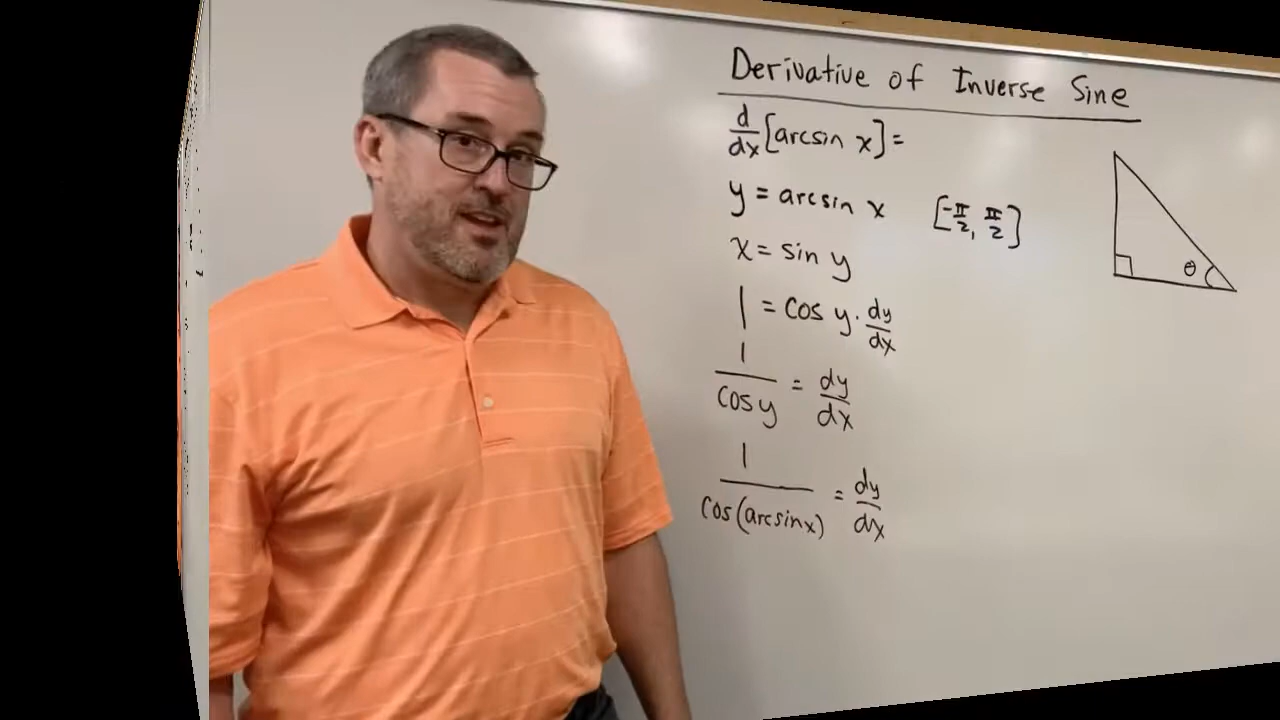 Derivative of Inverse Sine
d/dx [arcsin x] =
y = arcsin x [-π/2, π/2]
x = sin y
1 = cos y · dy/dx
1/cos y = dy/dx
1/cos(arcsin x) = dy/dx
θ